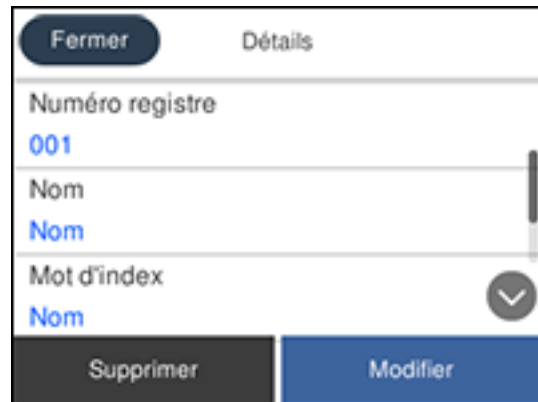 Fermer Détails
Numéro registre
001
Nom
Nom
Mot d'index
Nom
Supprimer Modifier